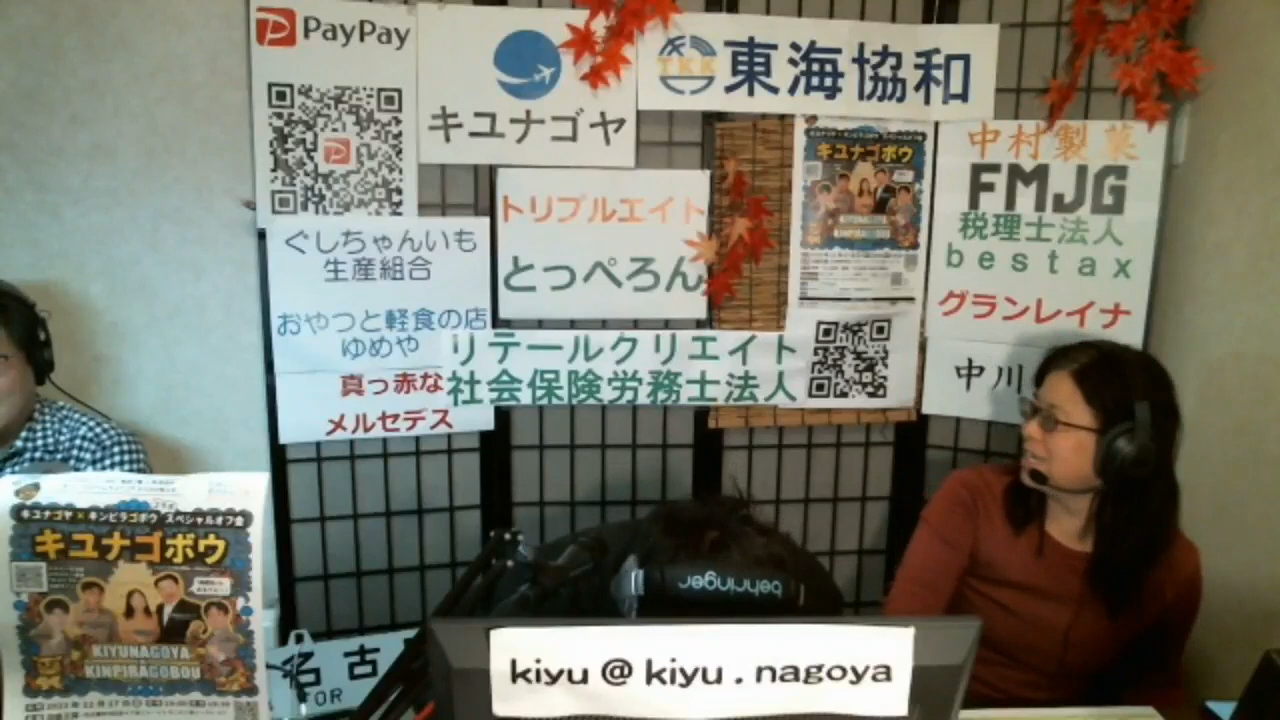 PayPay
キユナゴヤ
TKK 東海協和
ぐしちゃんいも
生産組合
おやつと軽食の店
ゆめや
真っ赤な
メルセデス
トリプルエイト
とっぺろん
リテールクリエイト
社会保険労務士法人
キユナゴボウ
KIYUNAGOYA
KINPIRAGOBOU
中村製菓
FMJG
税理士法人
bestax
グランレイナ
中川
キユナゴヤ×キンピラゴボウ スペシャルオフ会
キユナゴボウ
KIYUNAGOYA
KINPIRAGOBOU
名古
FOR
behringer
kiyu@kiyu.nagoya